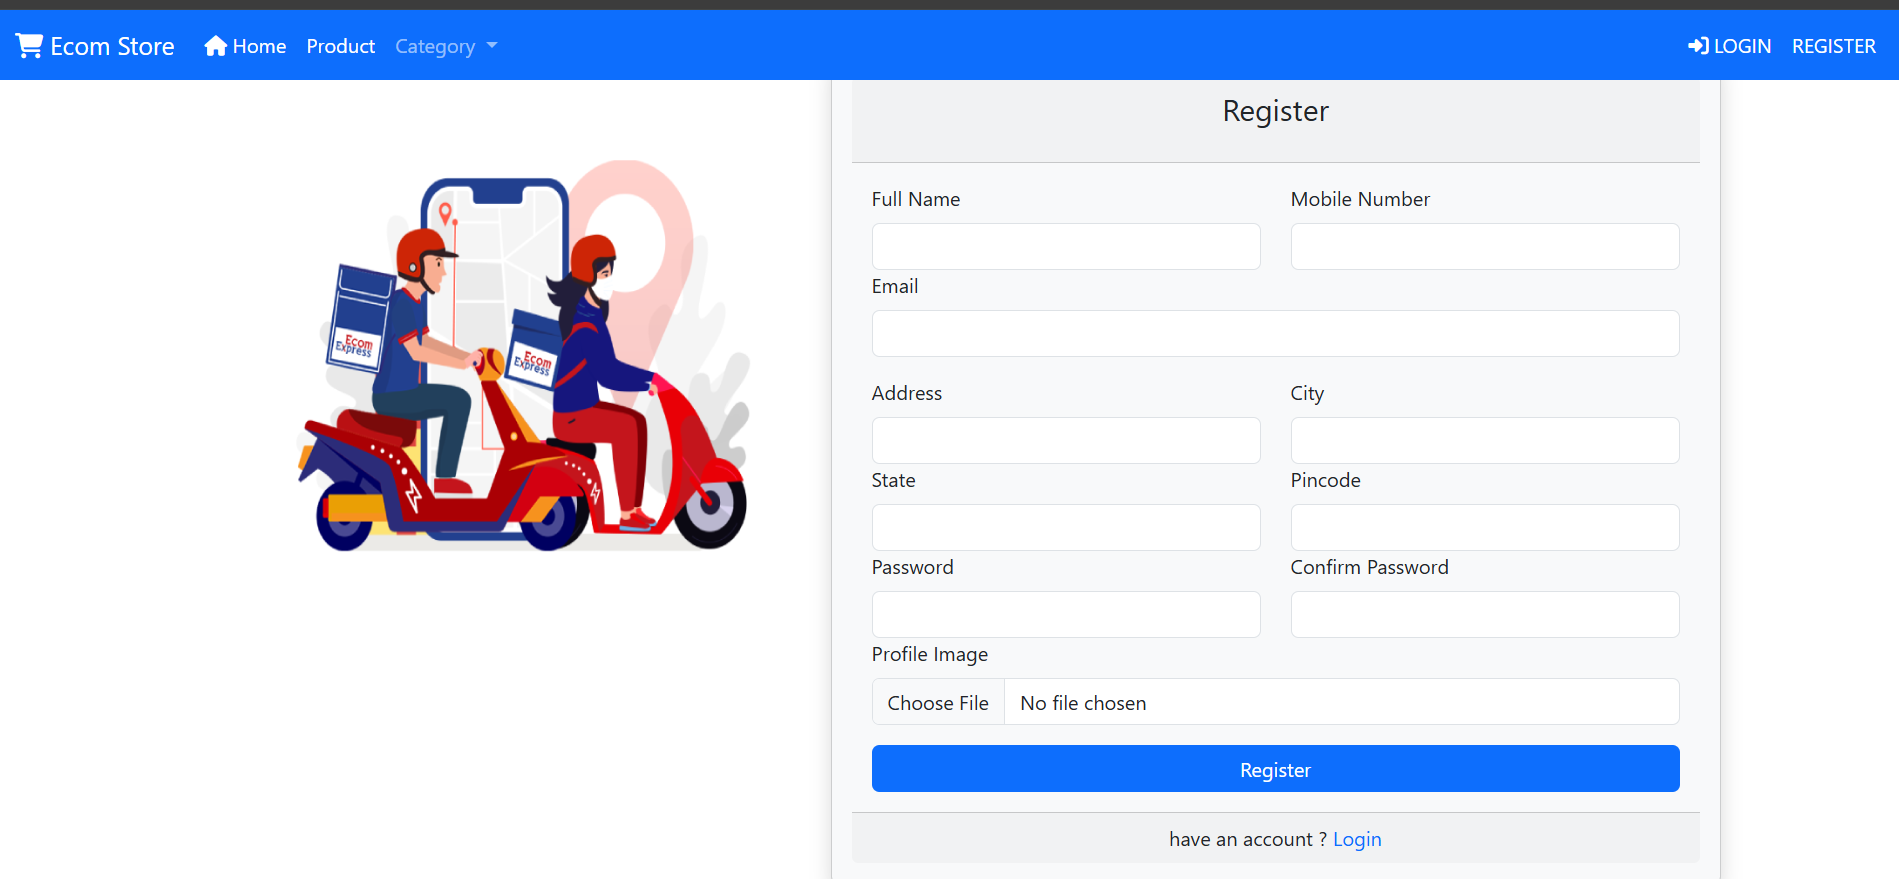 Ecom Store Home Product Category LOGIN REGISTER
Register
Full Name Mobile Number
Email
Address City
State Pincode
Password Confirm Password
Profile Image
Choose File No file chosen
Register
have an account ? Login
Ecom
Express
Ecom
Express